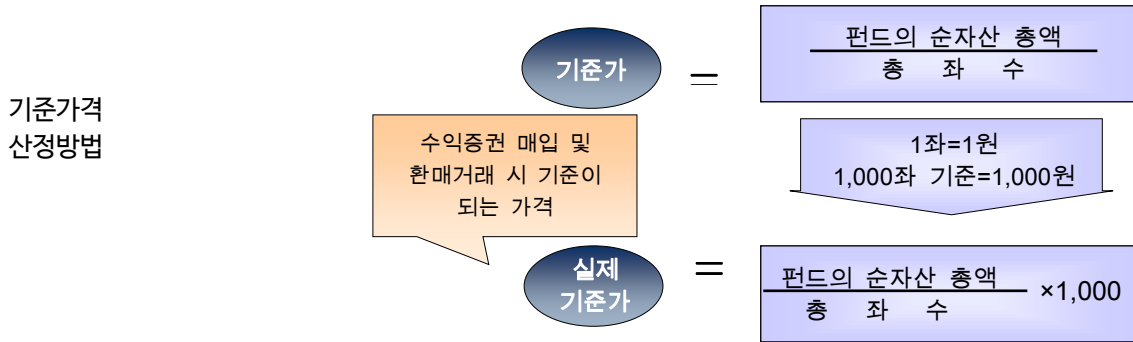 기준가격
산정방법
기준가
=
펀드의 순자산 총액
총 좌 수
수익증권 매입 및
환매거래 시 기준이
되는 가격
1좌=1원
1,000좌 기준=1,000원
실제
기준가
=
펀드의 순자산 총액
총 좌 수
×1,000